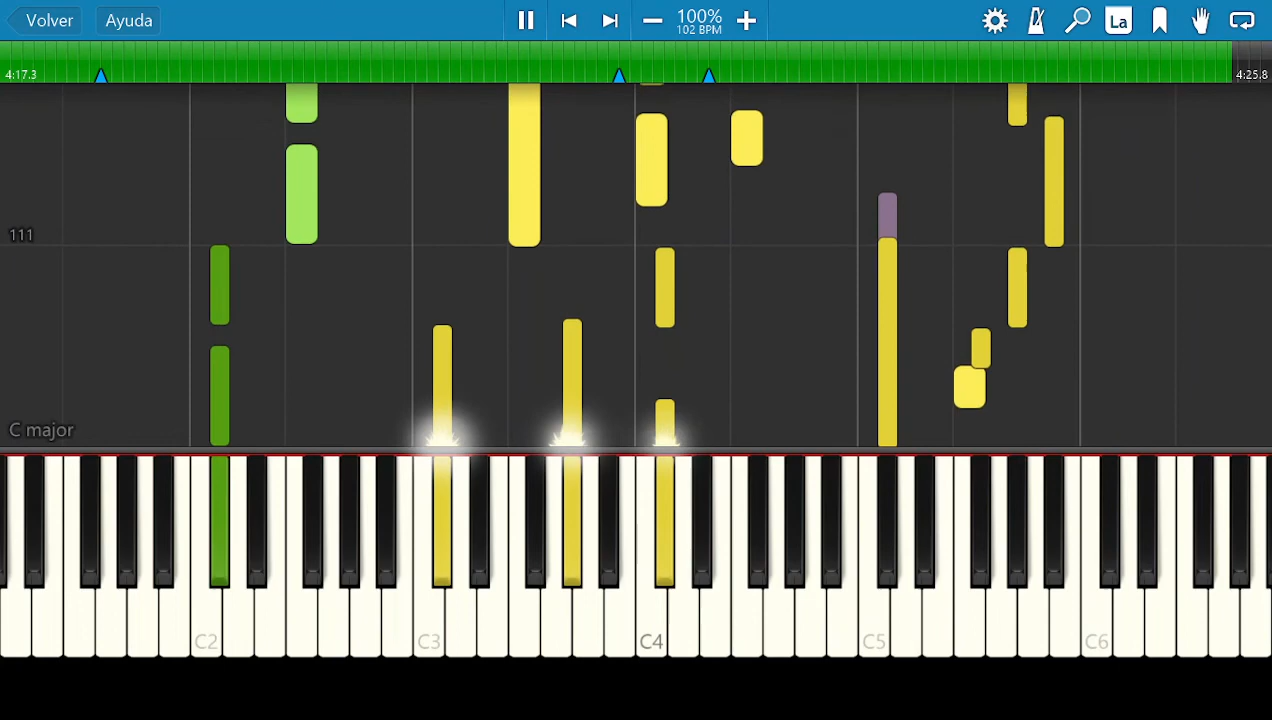 Volver
Ayuda
100%
102 BPM
La
4:17.3
4:25.8
111
C major
C2
C3
C4
C5
C6